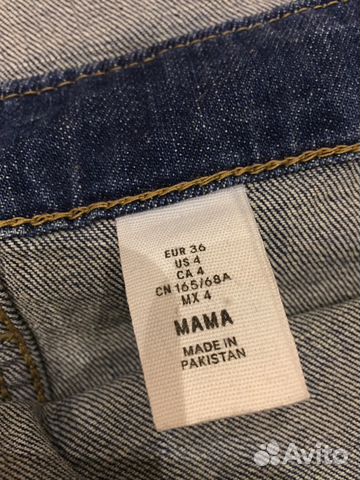 EUR 36
US 4
CA 4
CN 165/68A
MX 4
MAMA
MADE IN
PAKISTAN
Avito